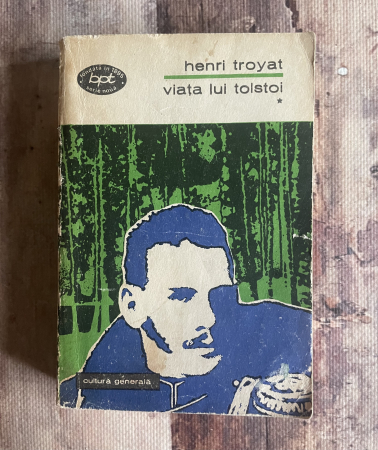 henri troyat
fondată în 1895
bpt
serie nouă
viața lui tolstoi
*
cultură generală